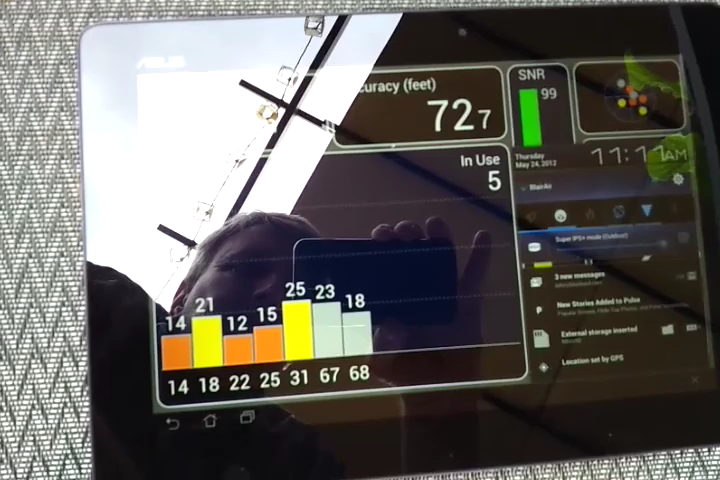 ASUS
curacy (feet)
72.7
SNR
99
In Use
5
Thursday
May 24, 2012
11:11AM
BlairAir
Super IPS+ mode (Outdoor)
3 new messages
New Stories Added to Pulse
External storage inserted
Location set by GPS
14 21 12 15 25 23 18
14 18 22 25 31 67 68